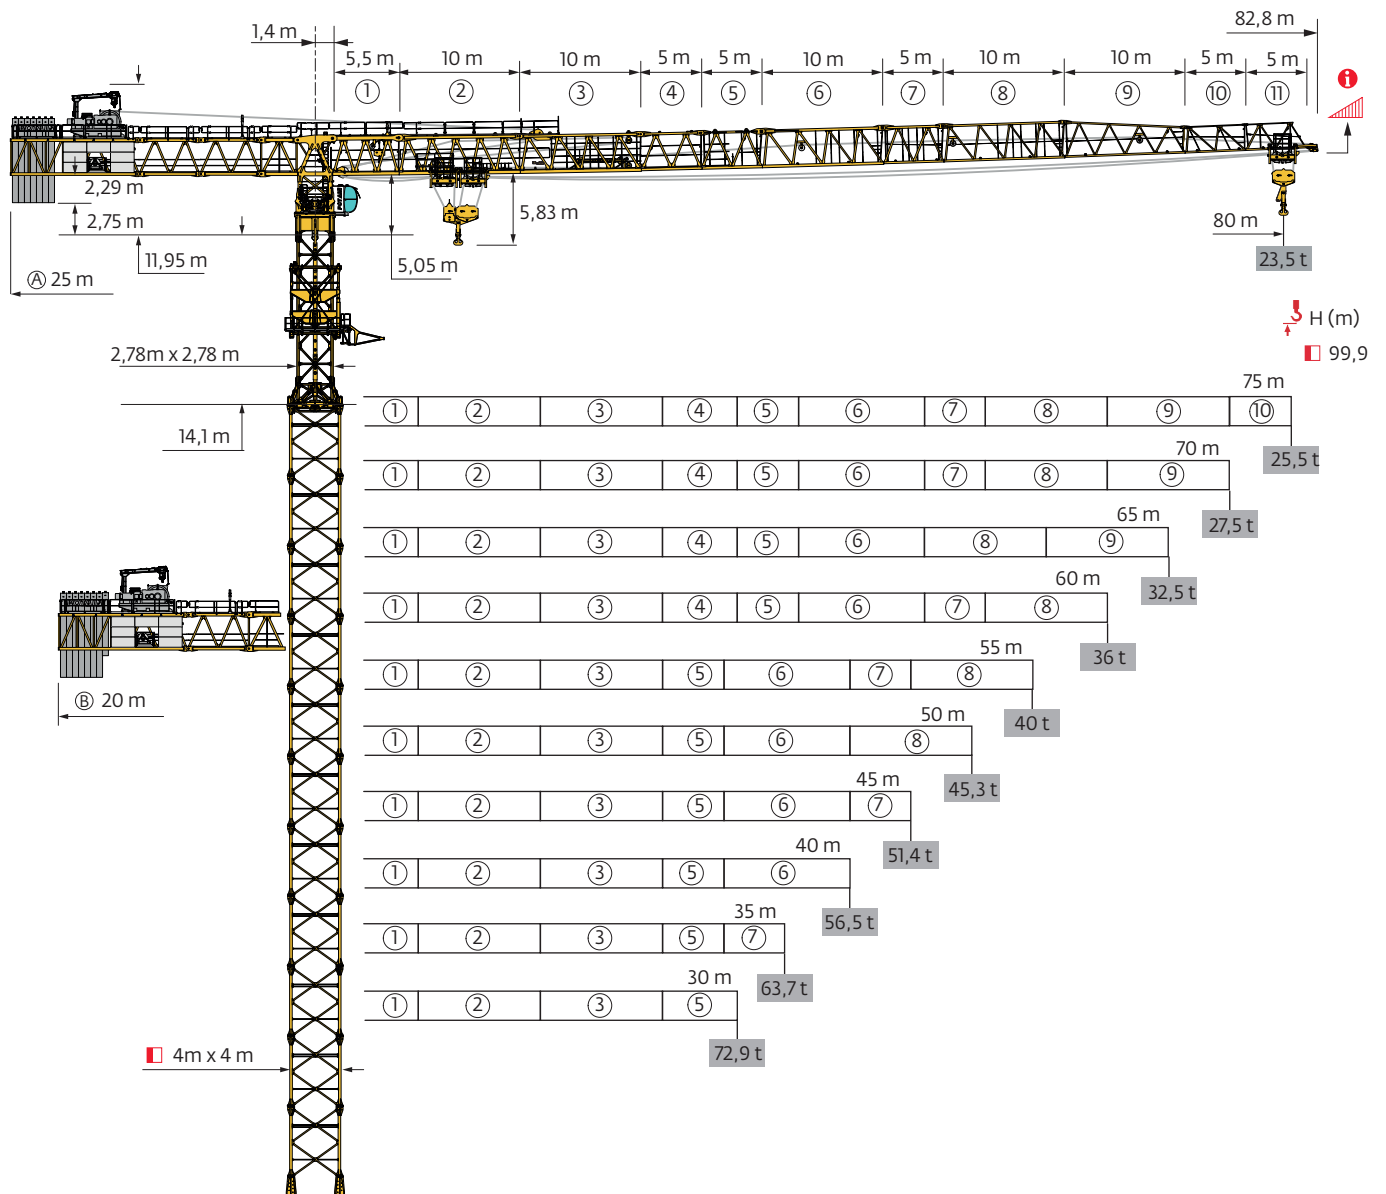 1,4 m
82,8 m
5,5 m 10 m 10 m 5 m 5 m 10 m 5 m 10 m 10 m 5 m 5 m
① ② ③ ④ ⑤ ⑥ ⑦ ⑧ ⑨ ⑩ ⑪
i
2,29 m
2,75 m
5,83 m
80 m
11,95 m
5,05 m
23,5 t
Ⓐ 25 m
H (m)
2,78m x 2,78 m
99,9
75 m
① ② ③ ④ ⑤ ⑥ ⑦ ⑧ ⑨ ⑩
14,1 m
25,5 t
70 m
① ② ③ ④ ⑤ ⑥ ⑦ ⑧ ⑨
27,5 t
65 m
① ② ③ ④ ⑤ ⑥ ⑧ ⑨
32,5 t
60 m
① ② ③ ④ ⑤ ⑥ ⑦ ⑧
36 t
55 m
① ② ③ ⑤ ⑥ ⑦ ⑧
Ⓑ 20 m
40 t
50 m
① ② ③ ⑤ ⑥ ⑧
45,3 t
45 m
① ② ③ ⑤ ⑥ ⑦
51,4 t
40 m
① ② ③ ⑤ ⑥
56,5 t
35 m
① ② ③ ⑤ ⑦
63,7 t
30 m
① ② ③ ⑤
72,9 t
4m x 4 m